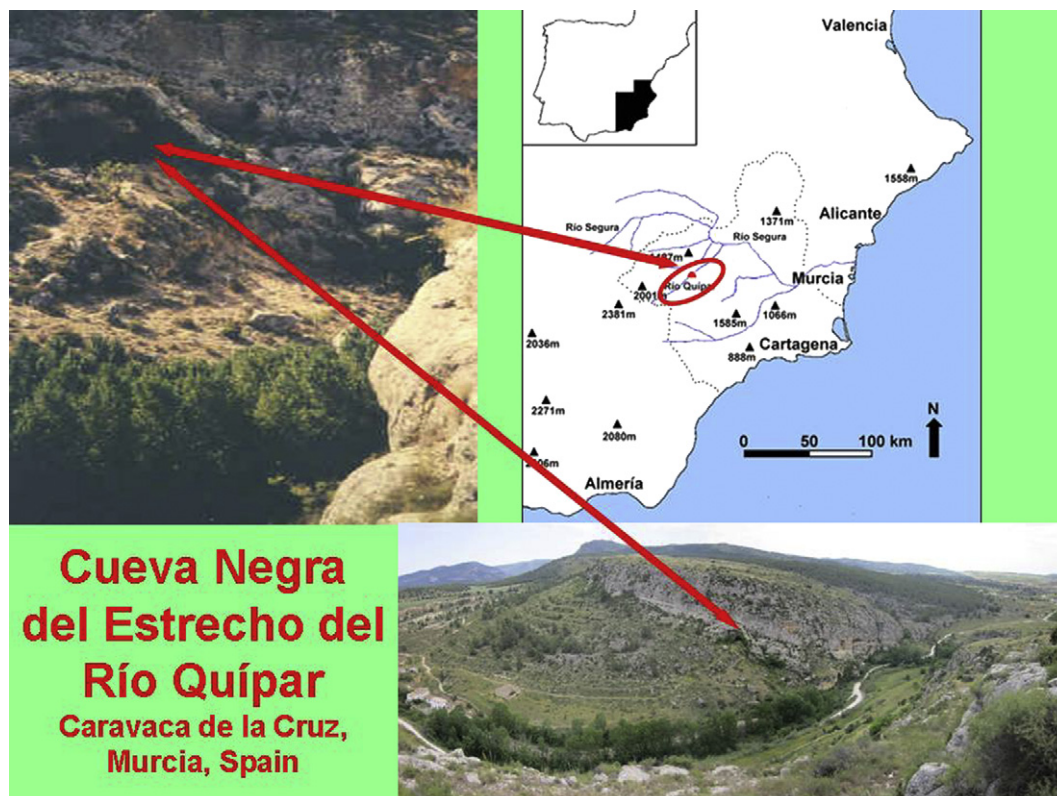 Valencia
1558m
1371m
Alicante
Río Segura
Río Segura
Murcia
Río Quípar
2001m
2381m
1585m
1066m
2036m
Cartagena
888m
2271m
2080m
N
0 50 100 km
Almería
Cueva Negra
del Estrecho del
Río Quípar
Caravaca de la Cruz,
Murcia, Spain